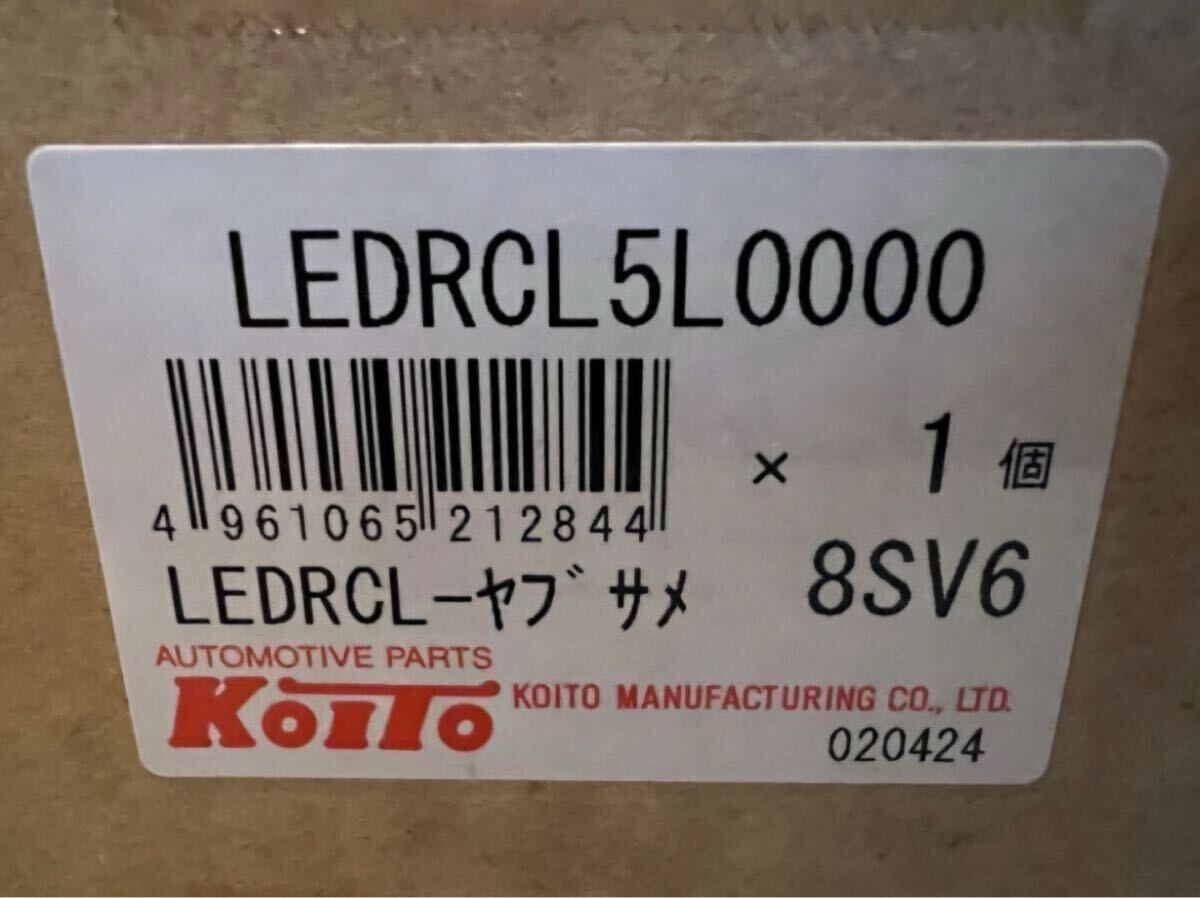 LEDRCL5L0000
× 1 個
4 961065 212844
LEDRCL-ﾔﾌﾞ ｻﾒ 8SV6
AUTOMOTIVE PARTS
KOITO KOITO MANUFACTURING CO., LTD.
020424